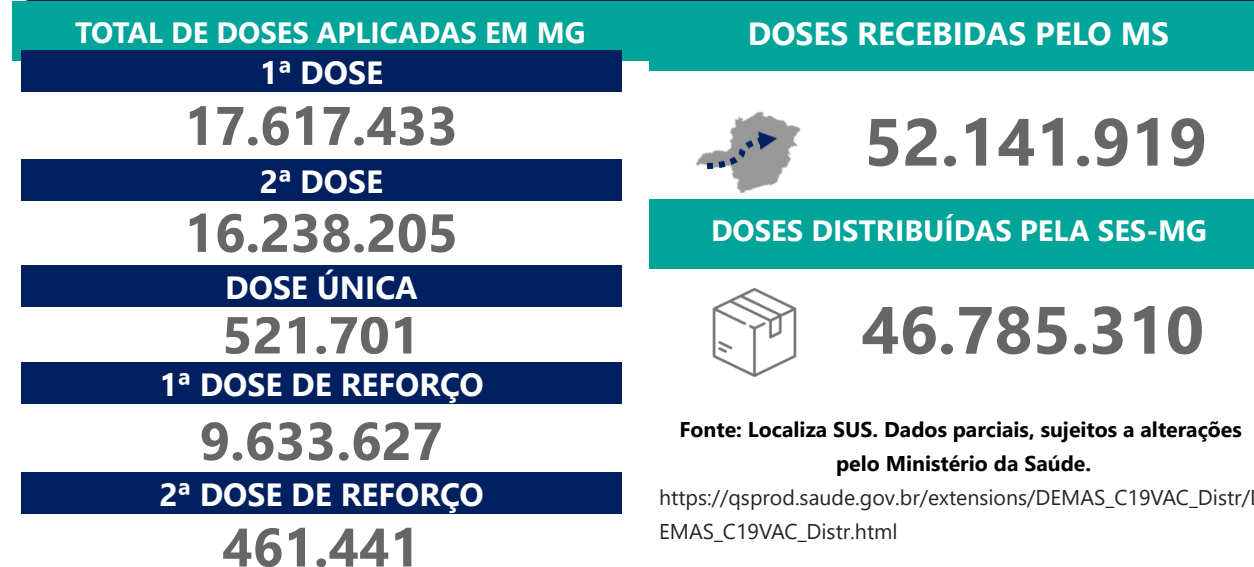 TOTAL DE DOSES APLICADAS EM MG
1ª DOSE
17.617.433
2ª DOSE
16.238.205
DOSE ÚNICA
521.701
1ª DOSE DE REFORÇO
9.633.627
2ª DOSE DE REFORÇO
461.441
DOSES RECEBIDAS PELO MS
52.141.919
DOSES DISTRIBUÍDAS PELA SES-MG
46.785.310
Fonte: Localiza SUS. Dados parciais, sujeitos a alterações
pelo Ministério da Saúde.
https://qsprod.saude.gov.br/extensions/DEMAS_C19VAC_Distr/D
EMAS_C19VAC_Distr.html